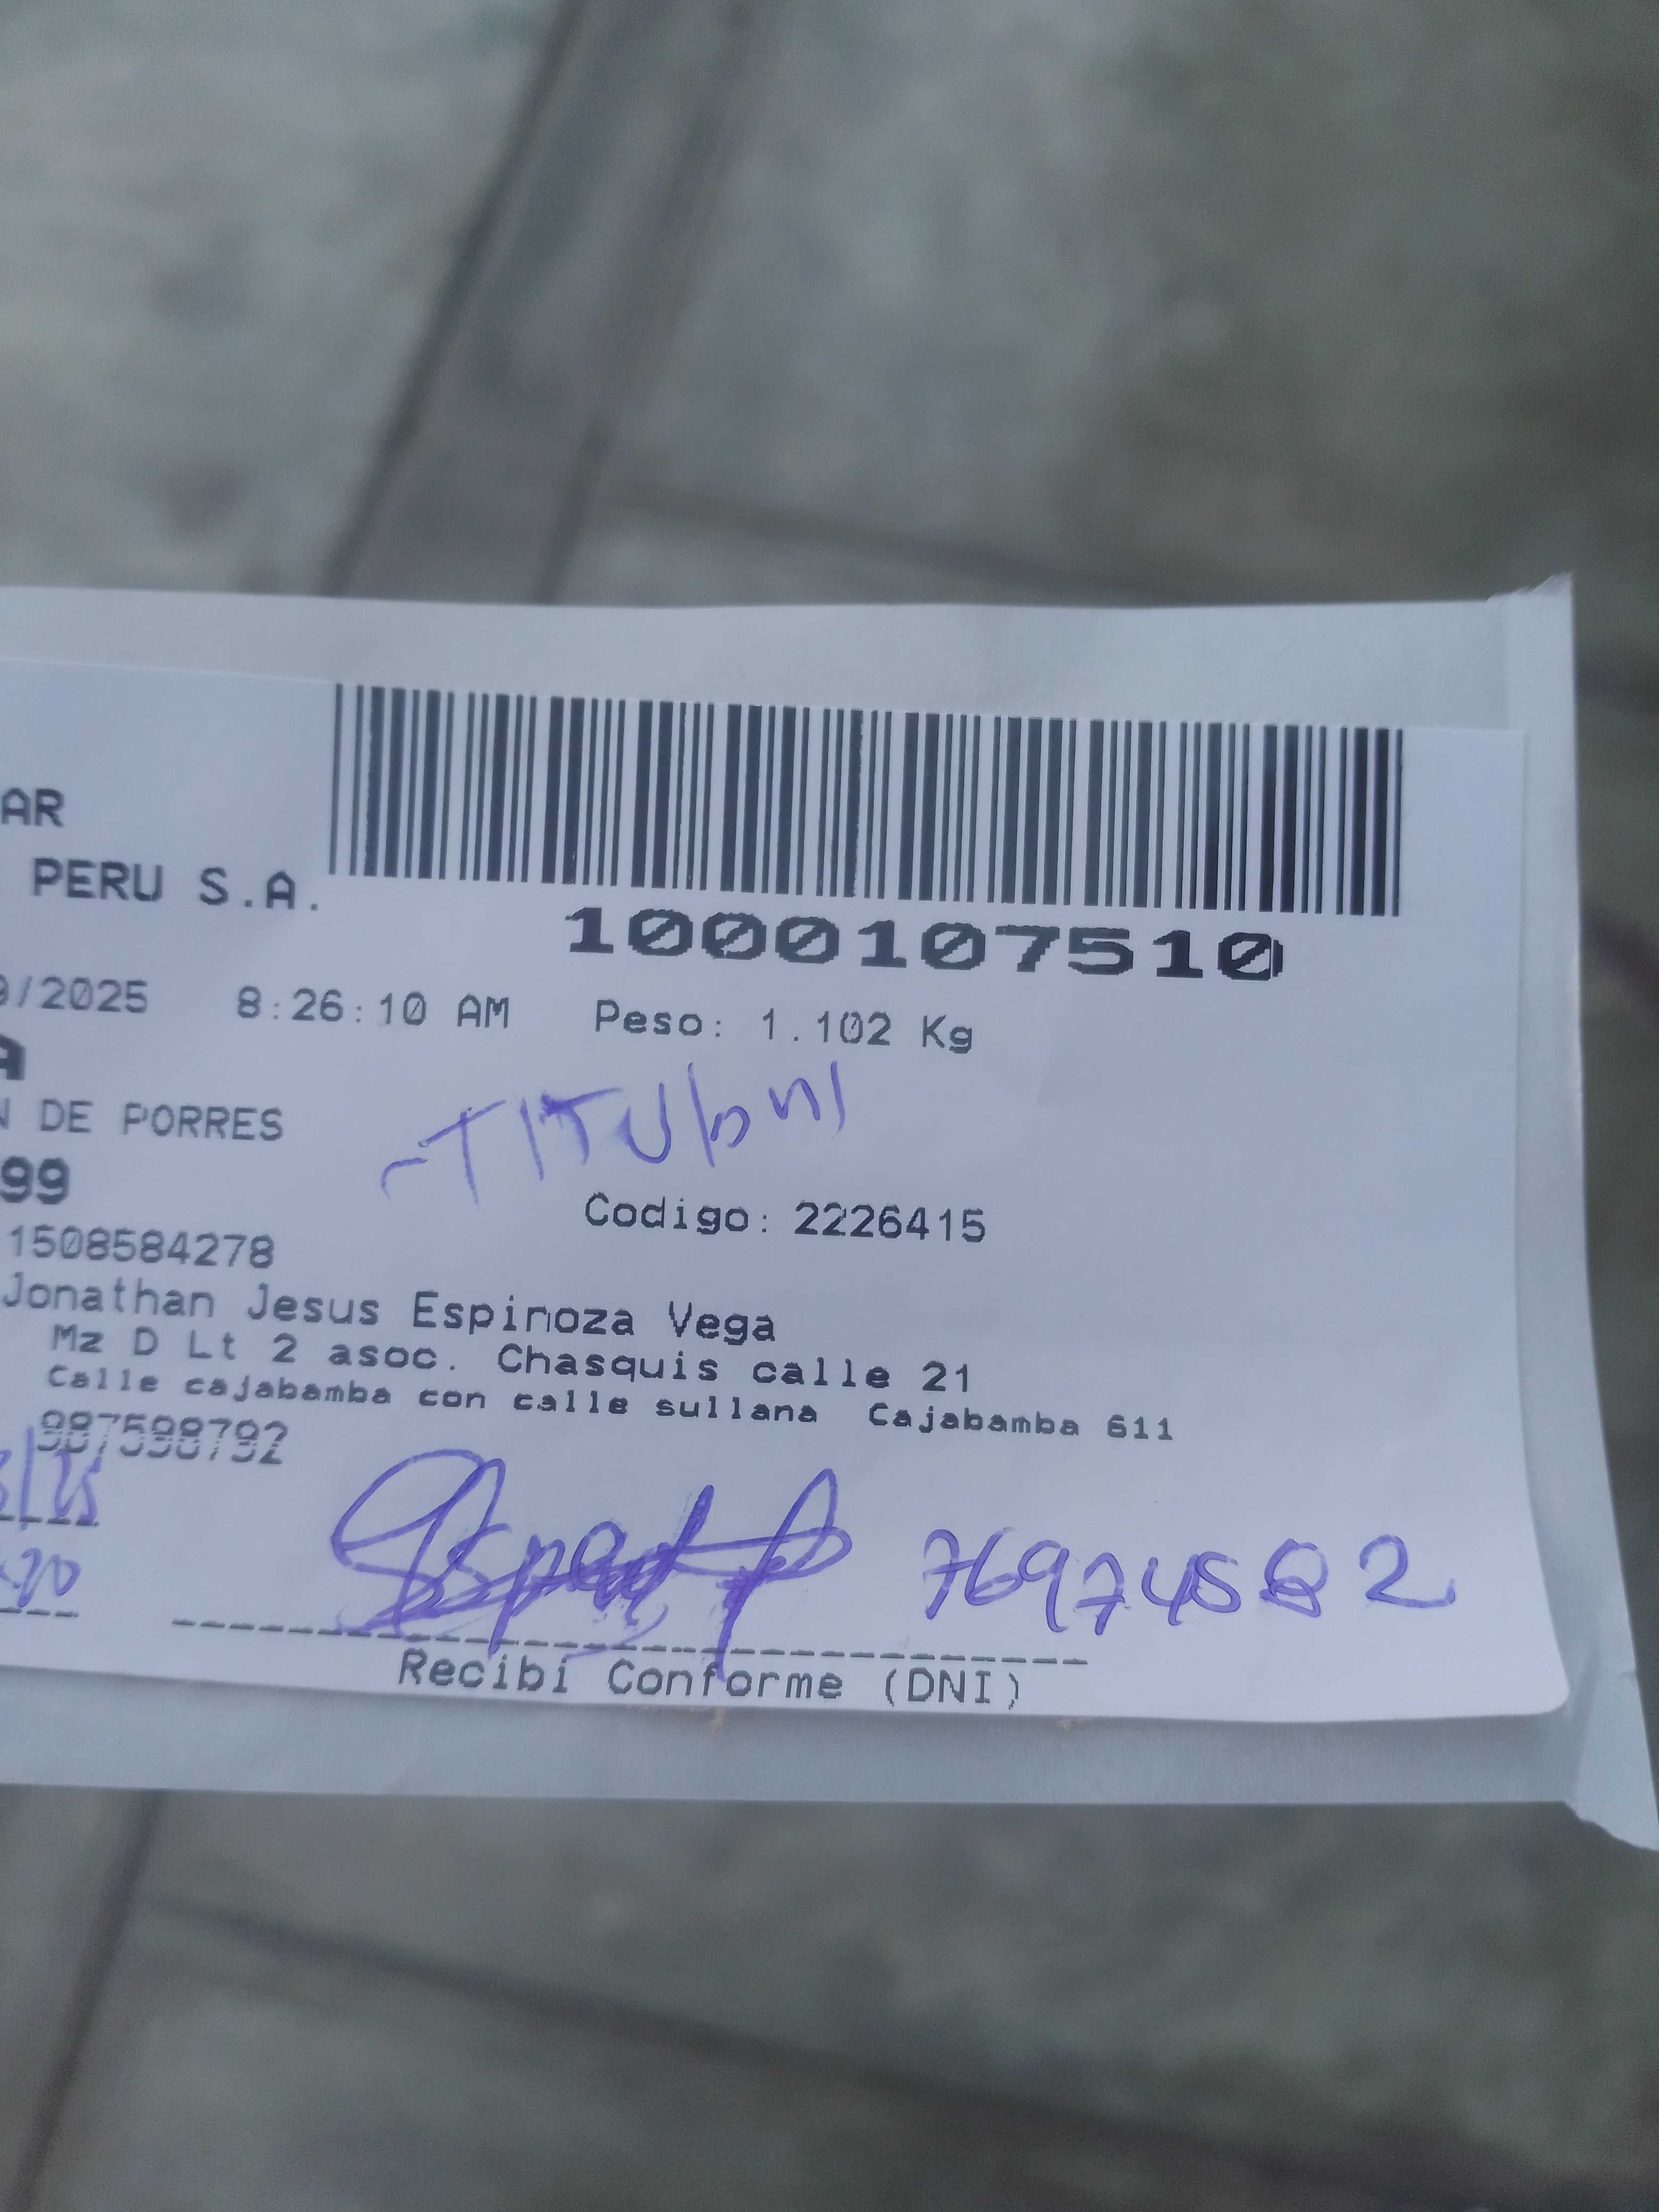 AR
PERU S.A.
1000107510
9/2025 8:26:10 AM Peso: 1.102 Kg
A
N DE PORRES
99
Codigo: 2226415
1508584278
Jonathan Jesus Espinoza Vega
Mz D Lt 2 asoc. Chasquis calle 21
Calle cajabamba con calle sullana Cajabamba 611
987598792
76974582
Recibi Conforme (DNI)